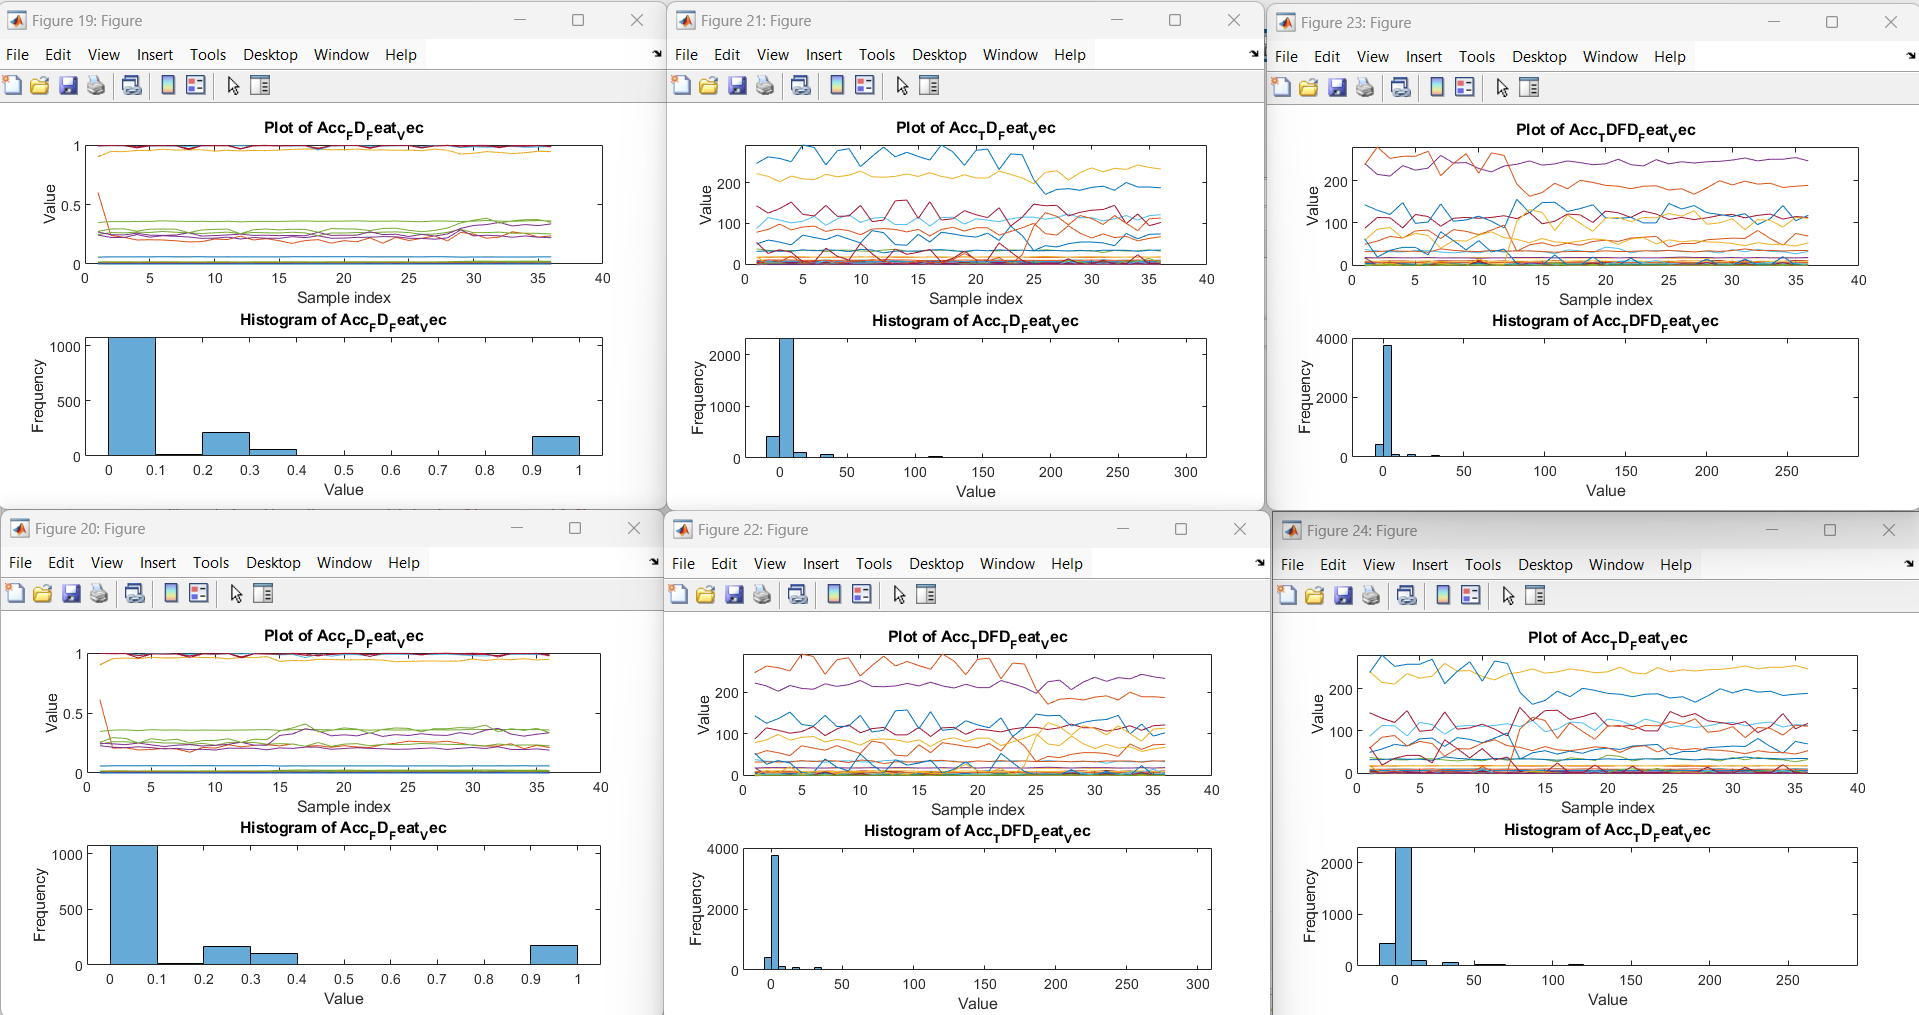 Figure 19: Figure
File Edit View Insert Tools Desktop Window Help
Plot of Acc_FD_Feat_Vec
Value
1
0.5
0
0 5 10 15 20 25 30 35 40
Sample index
Histogram of Acc_FD_Feat_Vec
Frequency
1000
500
0
0 0.1 0.2 0.3 0.4 0.5 0.6 0.7 0.8 0.9 1
Value
Figure 21: Figure
File Edit View Insert Tools Desktop Window Help
Plot of Acc_TD_Feat_Vec
Value
200
100
0
0 5 10 15 20 25 30 35 40
Sample index
Histogram of Acc_TD_Feat_Vec
Frequency
2000
1000
0
0 50 100 150 200 250 300
Value
Figure 23: Figure
File Edit View Insert Tools Desktop Window Help
Plot of Acc_TDFD_Feat_Vec
Value
200
100
0
0 5 10 15 20 25 30 35 40
Sample index
Histogram of Acc_TDFD_Feat_Vec
Frequency
4000
2000
0
0 50 100 150 200 250
Value
Figure 20: Figure
File Edit View Insert Tools Desktop Window Help
Plot of Acc_FD_Feat_Vec
Value
1
0.5
0
0 5 10 15 20 25 30 35 40
Sample index
Histogram of Acc_FD_Feat_Vec
Frequency
1000
500
0
0 0.1 0.2 0.3 0.4 0.5 0.6 0.7 0.8 0.9 1
Value
Figure 22: Figure
File Edit View Insert Tools Desktop Window Help
Plot of Acc_TDFD_Feat_Vec
Value
200
100
0
0 5 10 15 20 25 30 35 40
Sample index
Histogram of Acc_TDFD_Feat_Vec
Frequency
4000
2000
0
0 50 100 150 200 250 300
Value
Figure 24: Figure
File Edit View Insert Tools Desktop Window Help
Plot of Acc_TD_Feat_Vec
Value
200
100
0
0 5 10 15 20 25 30 35 40
Sample index
Histogram of Acc_TD_Feat_Vec
Frequency
2000
1000
0
0 50 100 150 200 250
Value